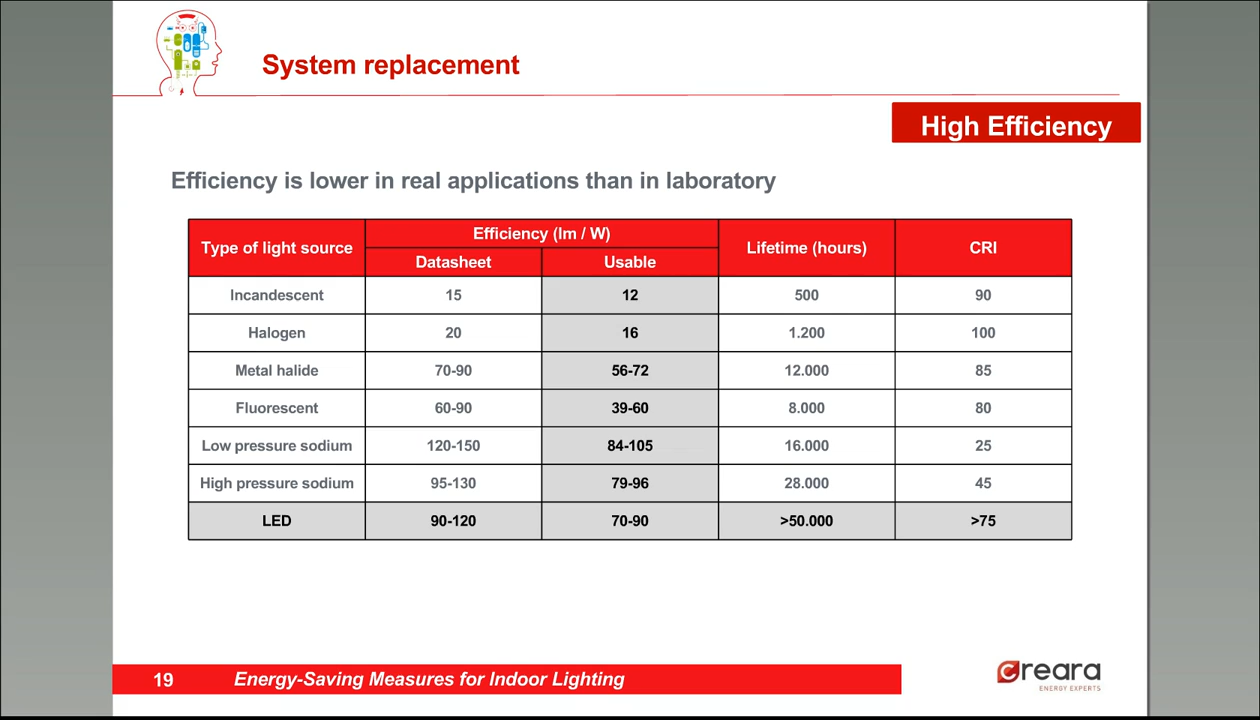 System replacement
High Efficiency
Efficiency is lower in real applications than in laboratory
Type of light source Efficiency (lm / W) Lifetime (hours) CRI
Datasheet Usable
Incandescent 15 12 500 90
Halogen 20 16 1.200 100
Metal halide 70-90 56-72 12.000 85
Fluorescent 60-90 39-60 8.000 80
Low pressure sodium 120-150 84-105 16.000 25
High pressure sodium 95-130 79-96 28.000 45
LED 90-120 70-90 >50.000 >75
19 Energy-Saving Measures for Indoor Lighting
creara
ENERGY EXPERTS